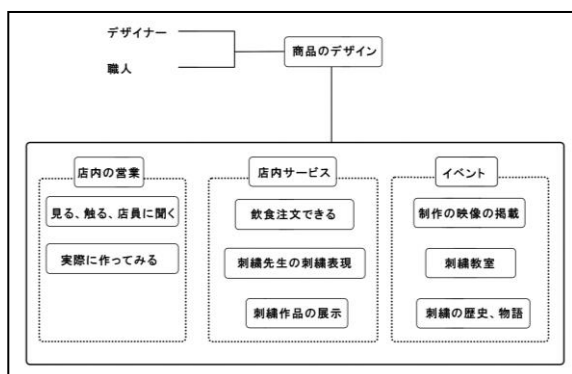 デザイナー
職人
商品のデザイン
店内の営業
見る、触る、店員に聞く
実際に作ってみる
店内サービス
飲食注文できる
刺繍先生の刺繍表現
刺繍作品の展示
イベント
制作の映像の掲載
刺繍教室
刺繍の歴史、物語